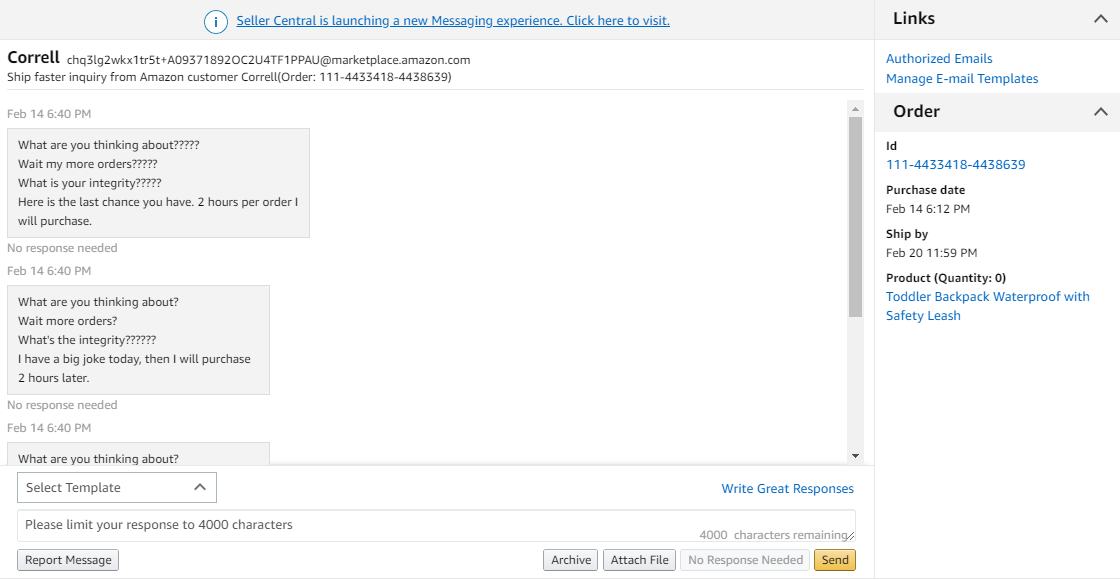 Seller Central is launching a new Messaging experience. Click here to visit.
Correll chq3lg2wkx1tr5t+A09371892OC2U4TF1PPAU@marketplace.amazon.com
Ship faster inquiry from Amazon customer Correll(Order: 111-4433418-4438639)
Feb 14 6:40 PM
What are you thinking about?????
Wait my more orders?????
What is your integrity?????
Here is the last chance you have. 2 hours per order I
will purchase.
No response needed
Feb 14 6:40 PM
What are you thinking about?
Wait more orders?
What's the integrity??????
I have a big joke today, then I will purchase
2 hours later.
No response needed
Feb 14 6:40 PM
What are you thinking about?
Select Template
Write Great Responses
Please limit your response to 4000 characters
4000 characters remaining
Report Message
Archive
Attach File
No Response Needed
Send
Links
Authorized Emails
Manage E-mail Templates
Order
Id
111-4433418-4438639
Purchase date
Feb 14 6:12 PM
Ship by
Feb 20 11:59 PM
Product (Quantity: 0)
Toddler Backpack Waterproof with
Safety Leash